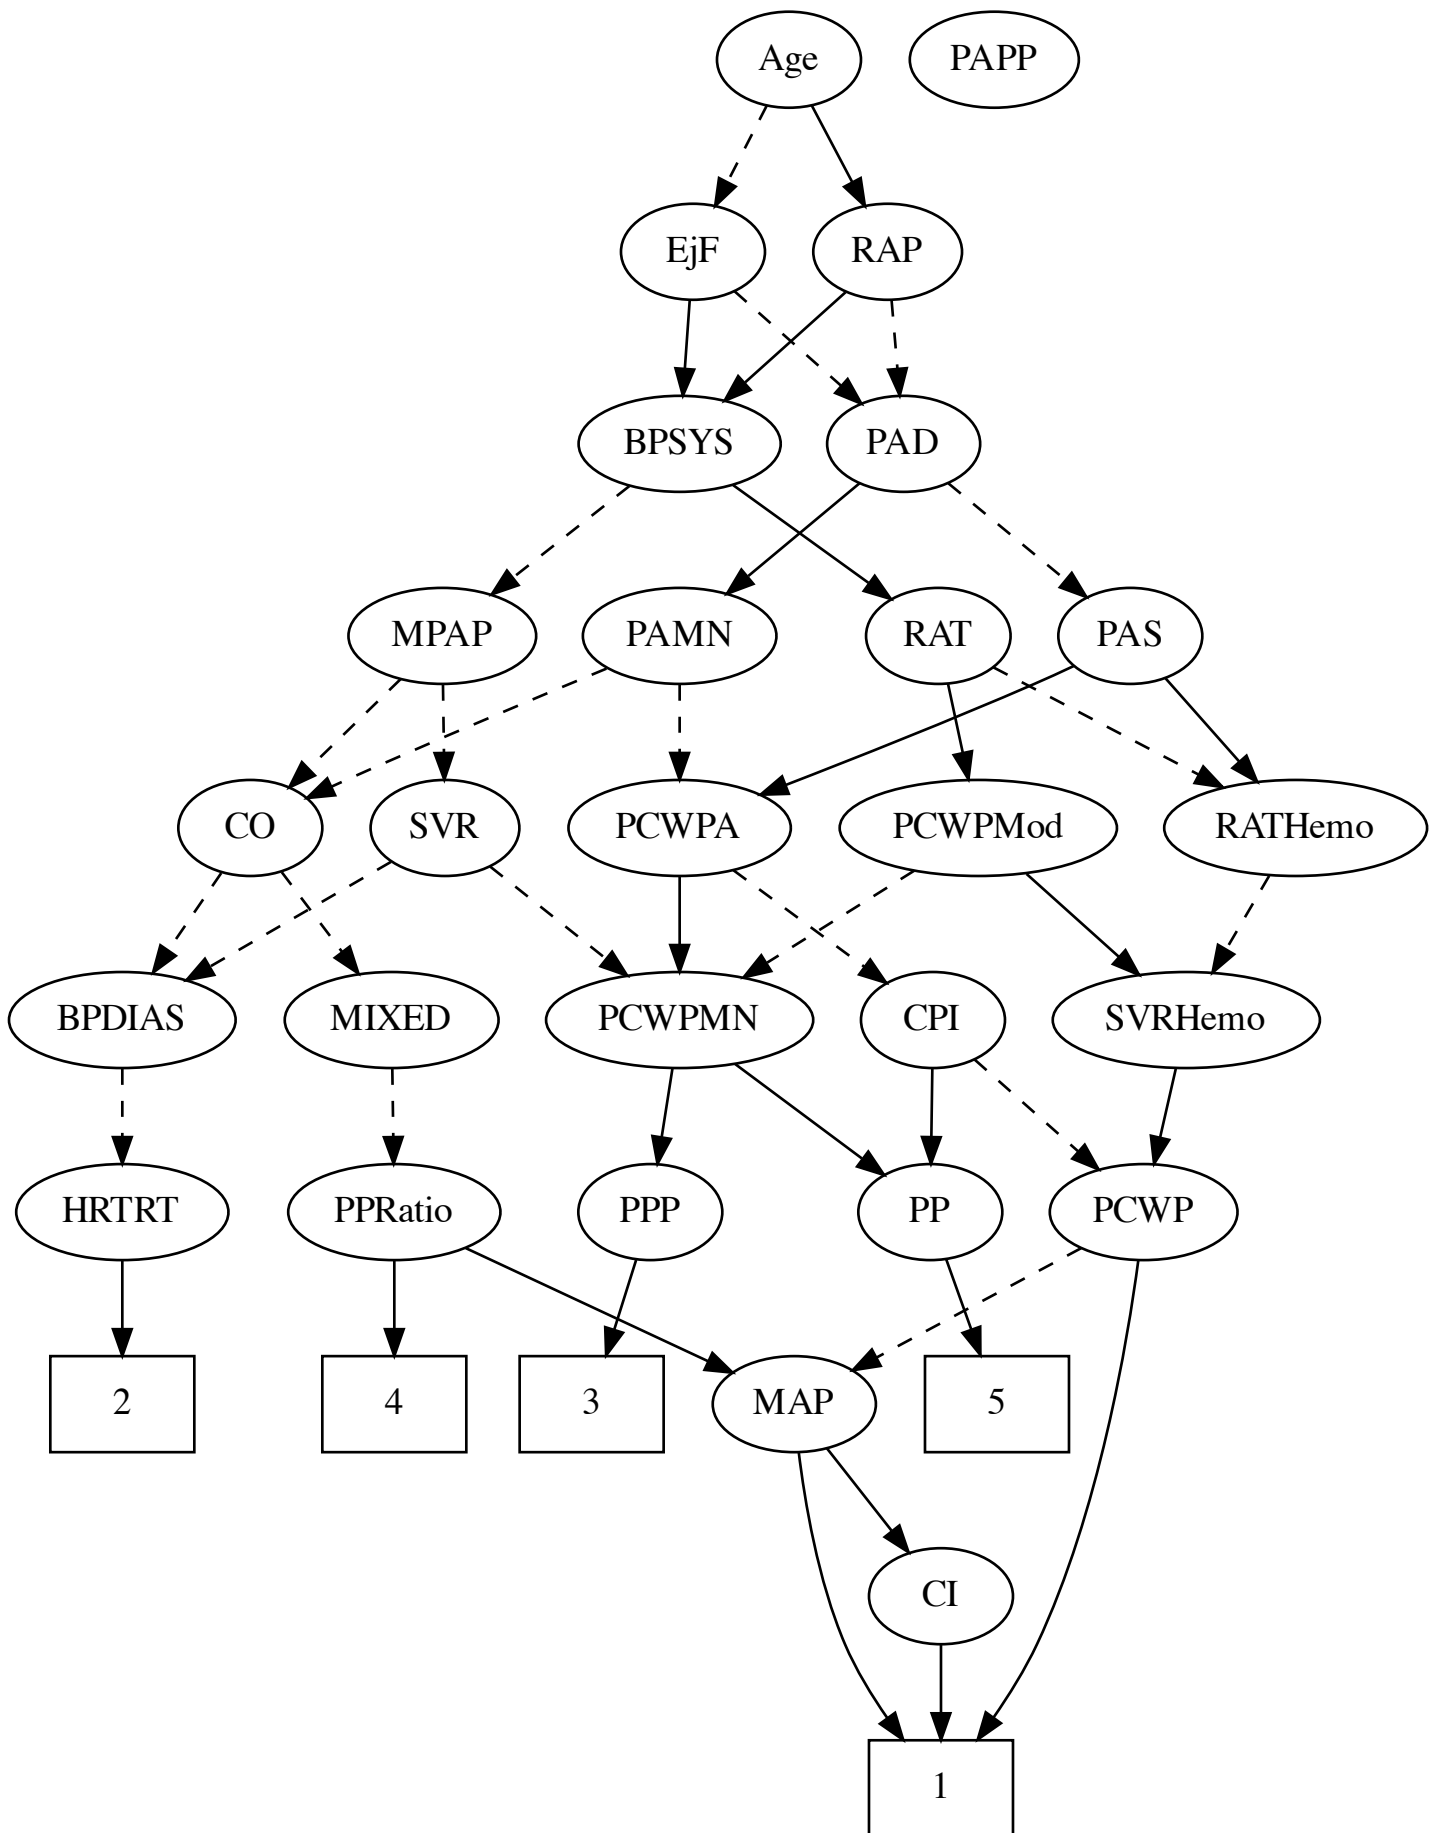 Age
PAPP
EjF
RAP
BPSYS
PAD
MPAP
PAMN
RAT
PAS
CO
SVR
PCWPA
PCWPMod
RATHemo
BPDIAS
MIXED
PCWPMN
CPI
SVRHemo
HRTRT
PPRatio
PPP
PP
PCWP
2
4
3
MAP
5
CI
1